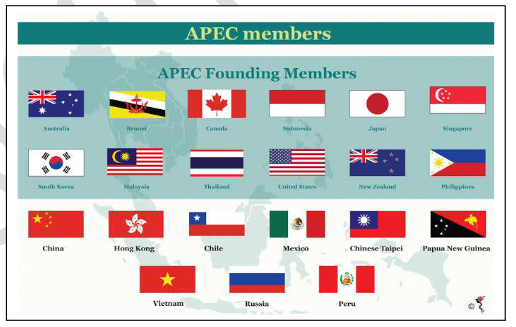 APEC members
APEC Founding Members
Australia Brunei Canada Indonesia Japan Singapore
South Korea Malaysia Thailand United States New Zealand Philippines
China Hong Kong Chile Mexico Chinese Taipei Papua New Guinea
Vietnam Russia Peru
©